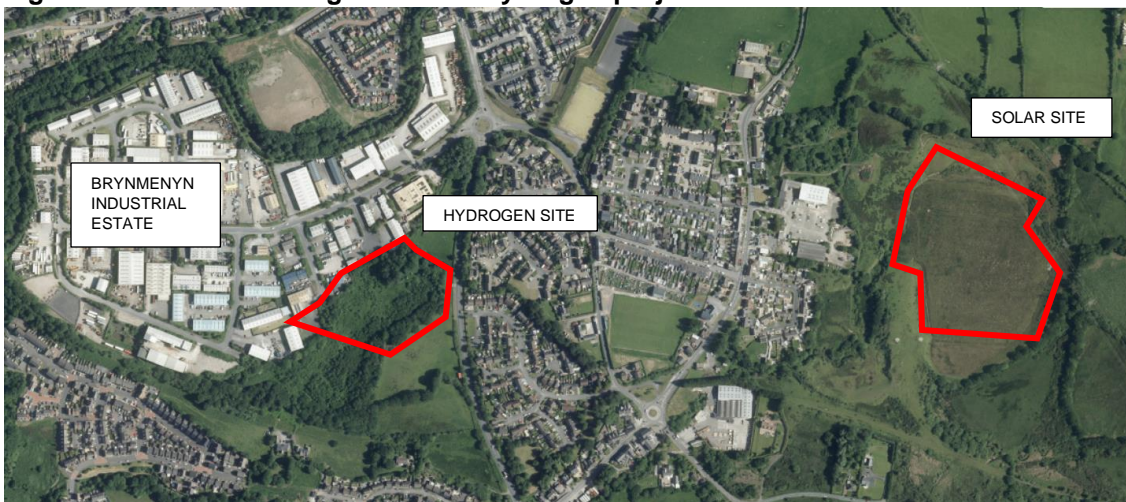 SOLAR SITE
BRYNMENYN
INDUSTRIAL
ESTATE
HYDROGEN SITE